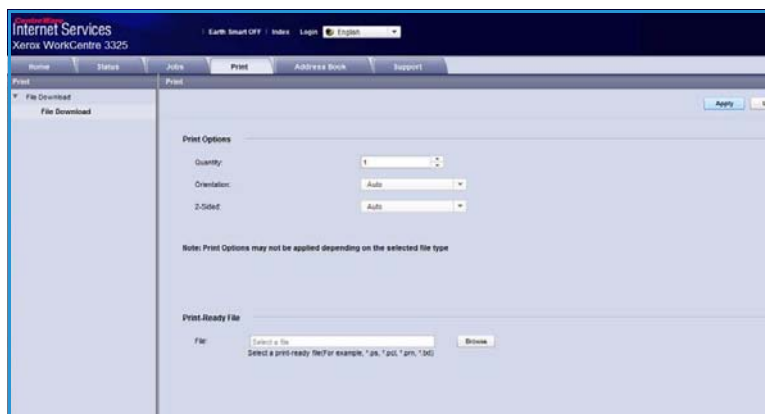 CentreWare
Internet Services
Xerox WorkCentre 3325
Earth Smart OFF | Index Login English
Home Status Jobs Print Address Book Support
Print Print
File Download
File Download
Apply
Print Options
Quantity: 1
Orientation: Auto
2-Sided: Auto
Note: Print Options may not be applied depending on the selected file type
Print-Ready File
File: Select a file Browse
Select a print-ready file(For example, *.ps, *.pcl, *.prn, *.txt)